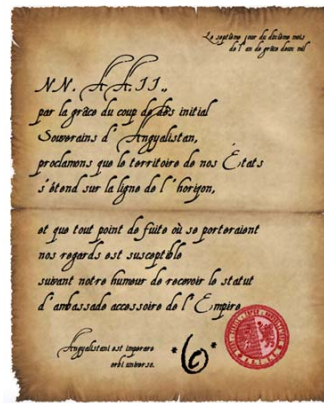 Le septième jour du dixième mois
de l'an de grâce deux mil
NN. AA. II.,
par la grâce du coup de dés initial
Souverains d'Angyalistan,
proclamons que le territoire de nos États
s'étend sur la ligne de l'horizon,
et que tout point de fuite où se porteraient
nos regards est susceptible
suivant notre humeur de recevoir le statut
d'ambassade accessoire de l'Empire
Angyalistani est imperare
orbi universo.